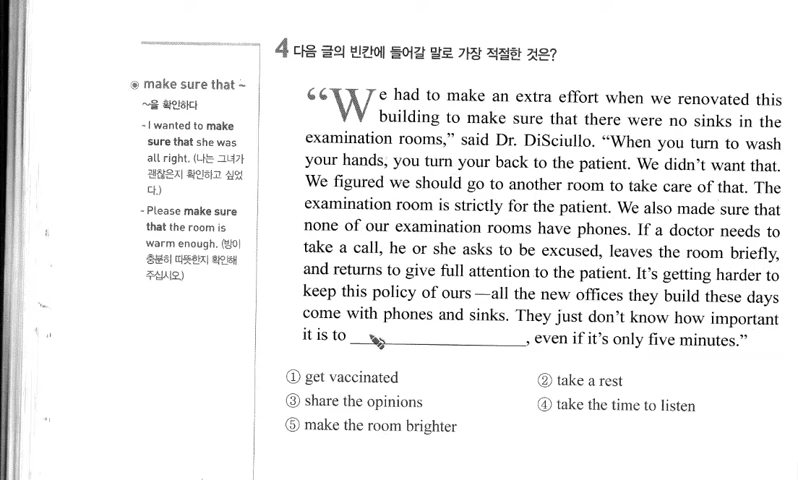 4 다음 글의 빈칸에 들어갈 말로 가장 적절한 것은?
◉ make sure that ~
~을 확인하다
- I wanted to make
sure that she was
all right. (나는 그녀가
괜찮은지 확인하고 싶었
다.)
- Please make sure
that the room is
warm enough. (방이
충분히 따뜻한지 확인해
주십시오.)
“We had to make an extra effort when we renovated this
building to make sure that there were no sinks in the
examination rooms,” said Dr. DiSciullo. “When you turn to wash
your hands, you turn your back to the patient. We didn’t want that.
We figured we should go to another room to take care of that. The
examination room is strictly for the patient. We also made sure that
none of our examination rooms have phones. If a doctor needs to
take a call, he or she asks to be excused, leaves the room briefly,
and returns to give full attention to the patient. It’s getting harder to
keep this policy of ours—all the new offices they build these days
come with phones and sinks. They just don’t know how important
it is to ____________________, even if it’s only five minutes.”
① get vaccinated
② take a rest
③ share the opinions
④ take the time to listen
⑤ make the room brighter